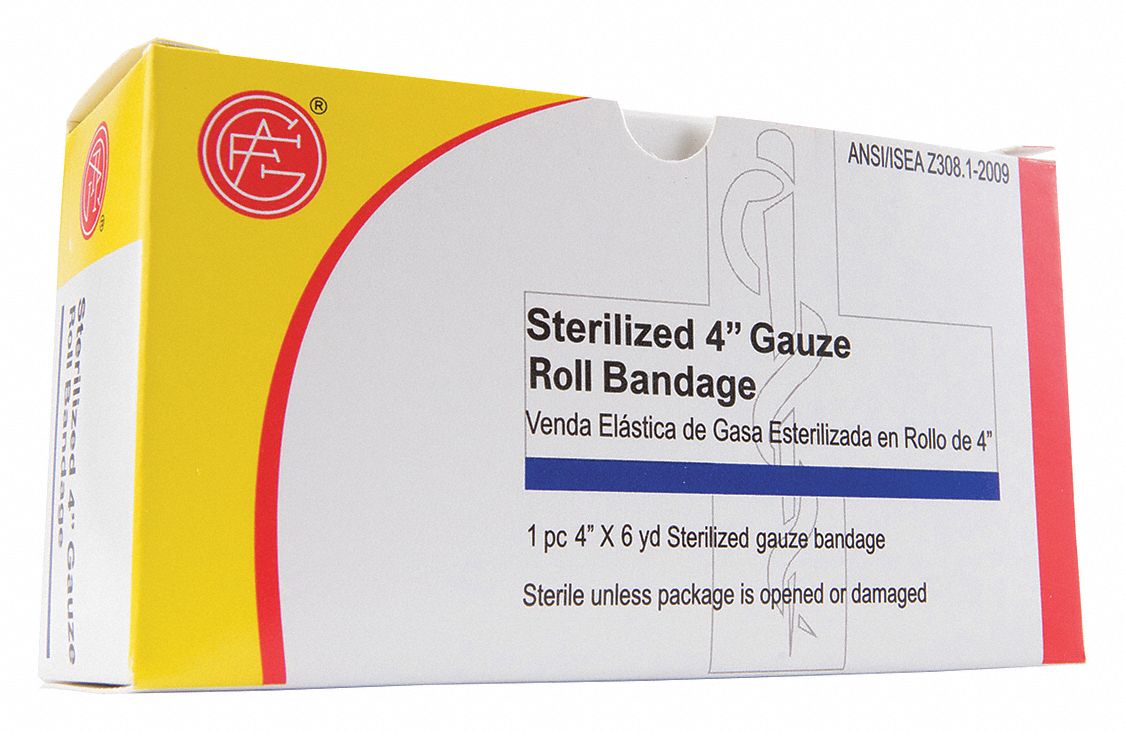 ®
ANSI/ISEA Z308.1-2009
Sterilized 4” Gauze
Roll Bandage
Venda Elástica de Gasa Esterilizada en Rollo de 4”
1 pc 4” X 6 yd Sterilized gauze bandage
Sterile unless package is opened or damaged
®
Sterilized 4” Gauze
Roll Bandage